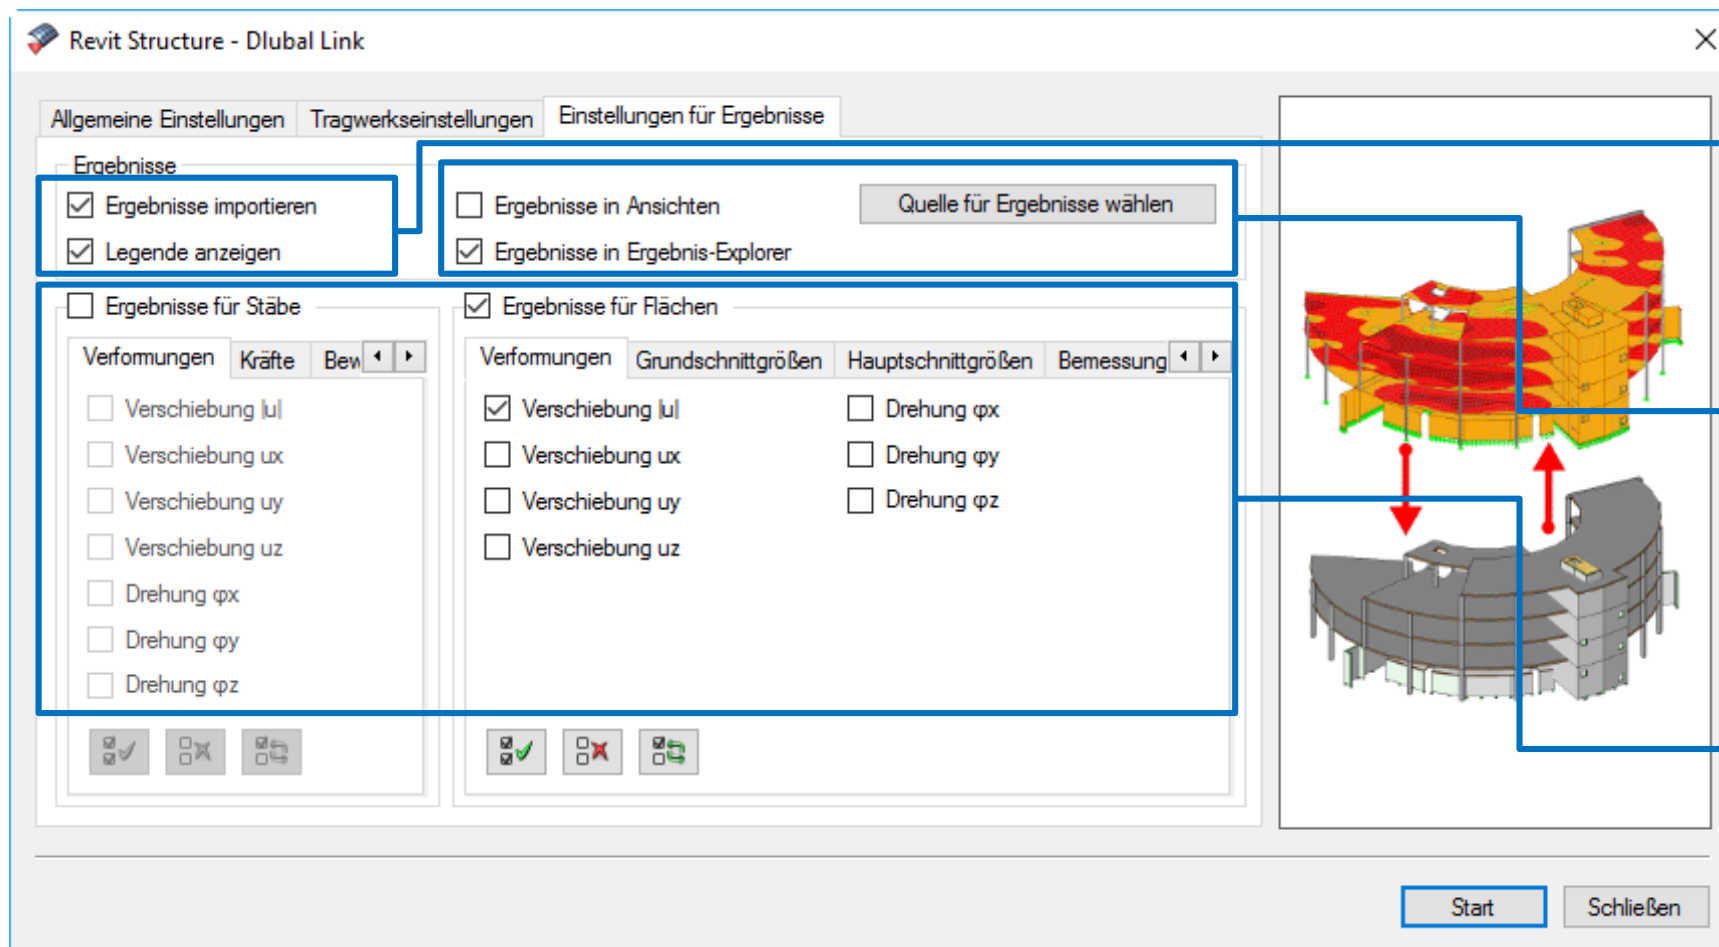 Revit Structure - Dlubal Link
Allgemeine Einstellungen Tragwerkseinstellungen Einstellungen für Ergebnisse
Ergebnisse
Ergebnisse importieren Ergebnisse in Ansichten Quelle für Ergebnisse wählen
Legende anzeigen Ergebnisse in Ergebnis-Explorer
Ergebnisse für Stäbe Ergebnisse für Flächen
Verformungen Kräfte Bew Verformungen Grundschnittgrößen Hauptschnittgrößen Bemessung
Verschiebung |u| Verschiebung |u| Drehung φx
Verschiebung ux Verschiebung ux Drehung φy
Verschiebung uy Verschiebung uy Drehung φz
Verschiebung uz Verschiebung uz
Drehung φx
Drehung φy
Drehung φz
Start Schließen